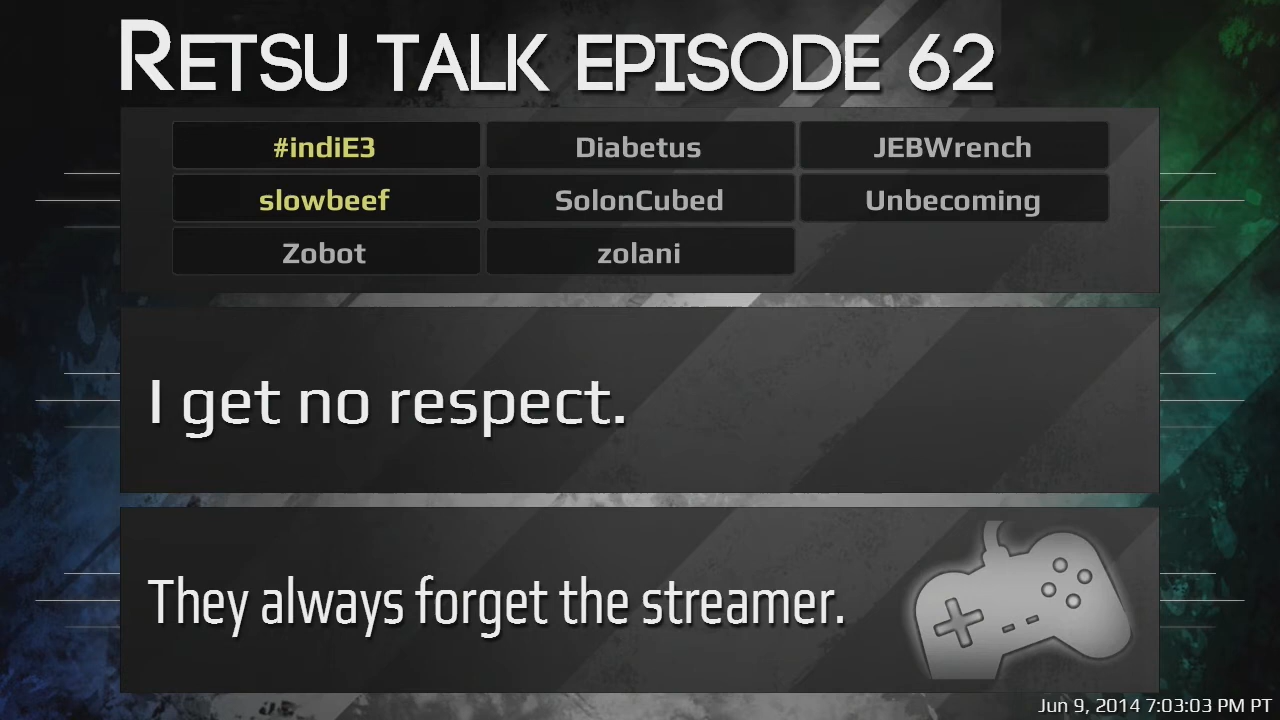 Retsu talk episode 62
#indiE3 Diabetus JEBWrench
slowbeef SolonCubed Unbecoming
Zobot zolani
I get no respect.
They always forget the streamer.
Jun 9, 2014 7:03:03 PM PT